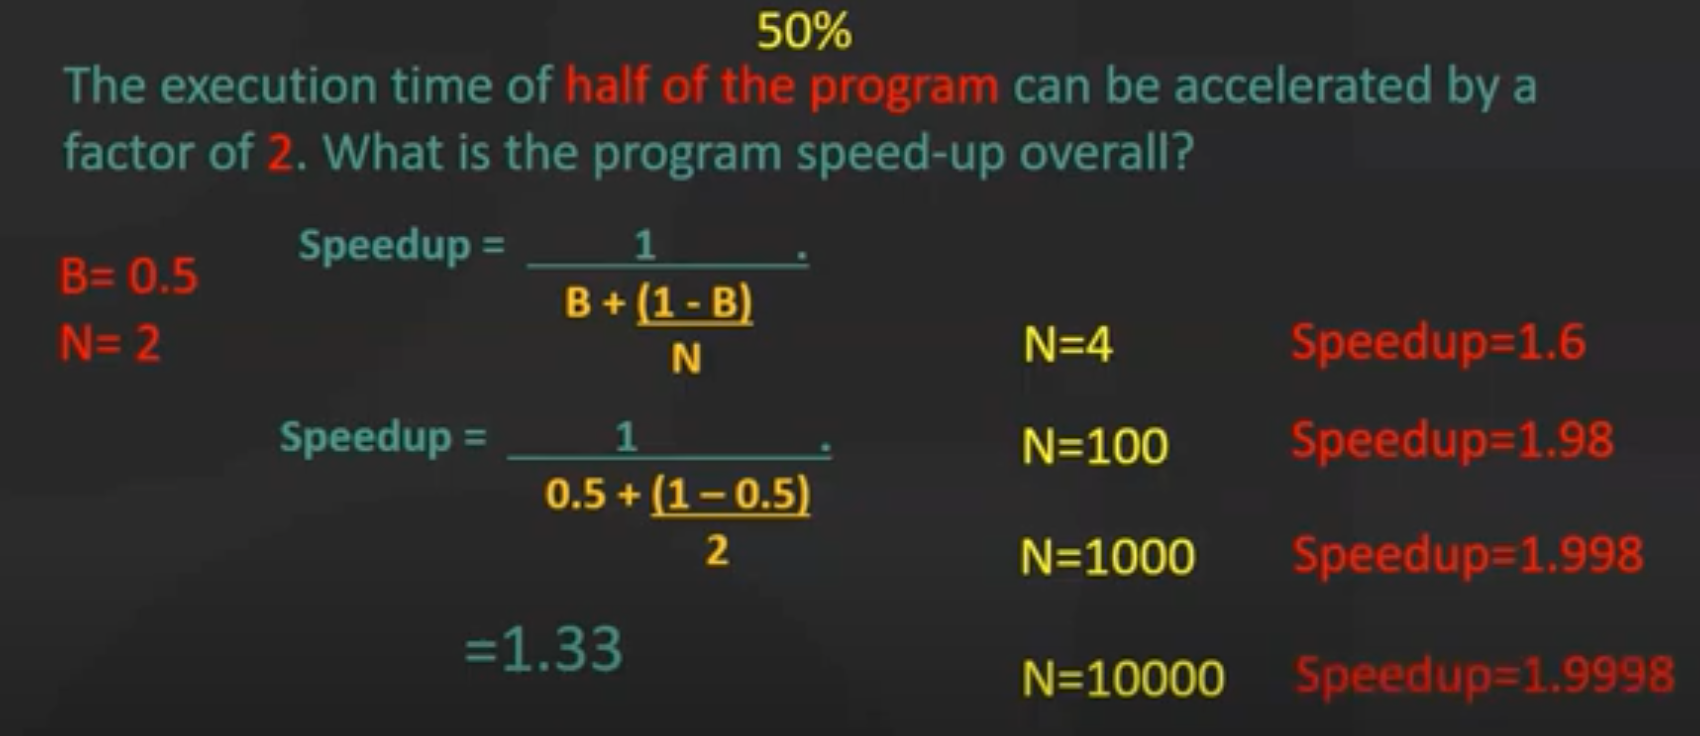 50%
The execution time of half of the program can be accelerated by a
factor of 2. What is the program speed-up overall?
B= 0.5
N= 2
Speedup = 1 .
B + (1 - B)
N
Speedup = 1 .
0.5 + (1 – 0.5)
2
=1.33
N=4 Speedup=1.6
N=100 Speedup=1.98
N=1000 Speedup=1.998
N=10000 Speedup=1.9998